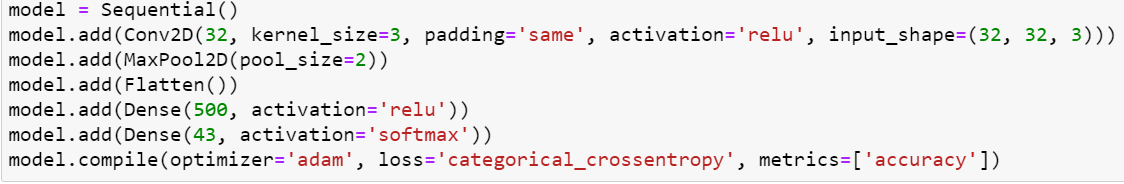 model = Sequential()
model.add(Conv2D(32, kernel_size=3, padding='same', activation='relu', input_shape=(32, 32, 3)))
model.add(MaxPool2D(pool_size=2))
model.add(Flatten())
model.add(Dense(500, activation='relu'))
model.add(Dense(43, activation='softmax'))
model.compile(optimizer='adam', loss='categorical_crossentropy', metrics=['accuracy'])